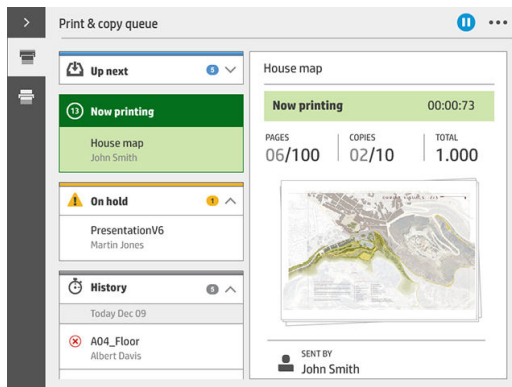 Print & copy queue
Up next
5
13
Now printing
House map
John Smith
On hold
1
PresentationV6
Martin Jones
History
5
Today Dec 09
A04_Floor
Albert Davis
House map
Now printing 00:00:73
PAGES COPIES TOTAL
06/100 02/10 1.000
SENT BY
John Smith